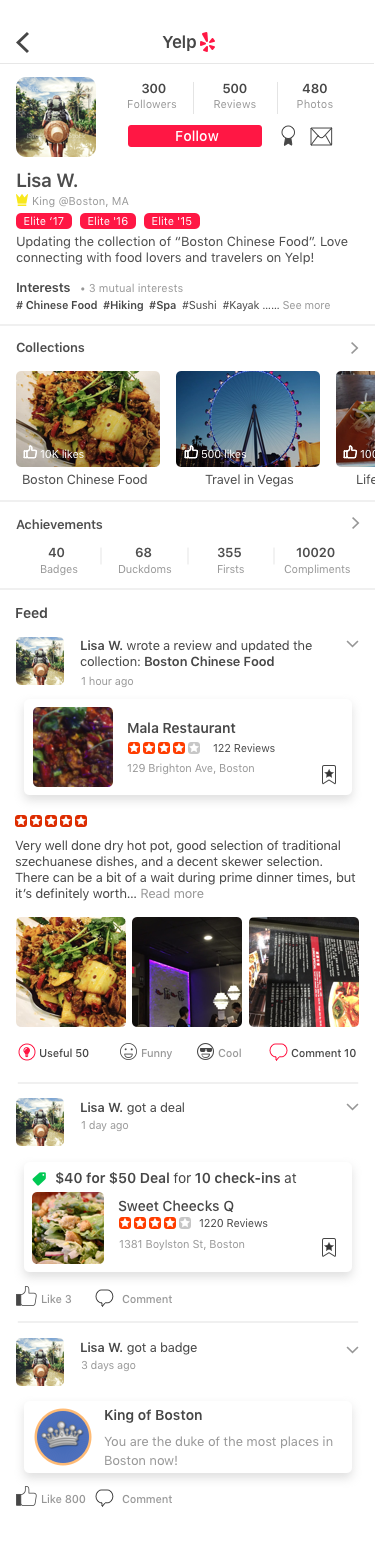 Yelp
300 500 480
Followers Reviews Photos
Follow
Lisa W.
King @Boston, MA
Elite ‘17 Elite '16 Elite '15
Updating the collection of “Boston Chinese Food”. Love
connecting with food lovers and travelers on Yelp!
Interests • 3 mutual interests
# Chinese Food #Hiking #Spa #Sushi #Kayak ...... See more
Collections
10K likes 500 likes 100
Boston Chinese Food Travel in Vegas Life
Achievements
40 68 355 10020
Badges Duckdoms Firsts Compliments
Feed
Lisa W. wrote a review and updated the
collection: Boston Chinese Food
1 hour ago
Mala Restaurant
122 Reviews
129 Brighton Ave, Boston
Very well done dry hot pot, good selection of traditional
szechuanese dishes, and a decent skewer selection.
There can be a bit of a wait during prime dinner times, but
it’s definitely worth... Read more
Useful 50 Funny Cool Comment 10
Lisa W. got a deal
1 day ago
$40 for $50 Deal for 10 check-ins at
Sweet Cheecks Q
1220 Reviews
1381 Boylston St, Boston
Like 3 Comment
Lisa W. got a badge
3 days ago
King of Boston
You are the duke of the most places in
Boston now!
Like 800 Comment